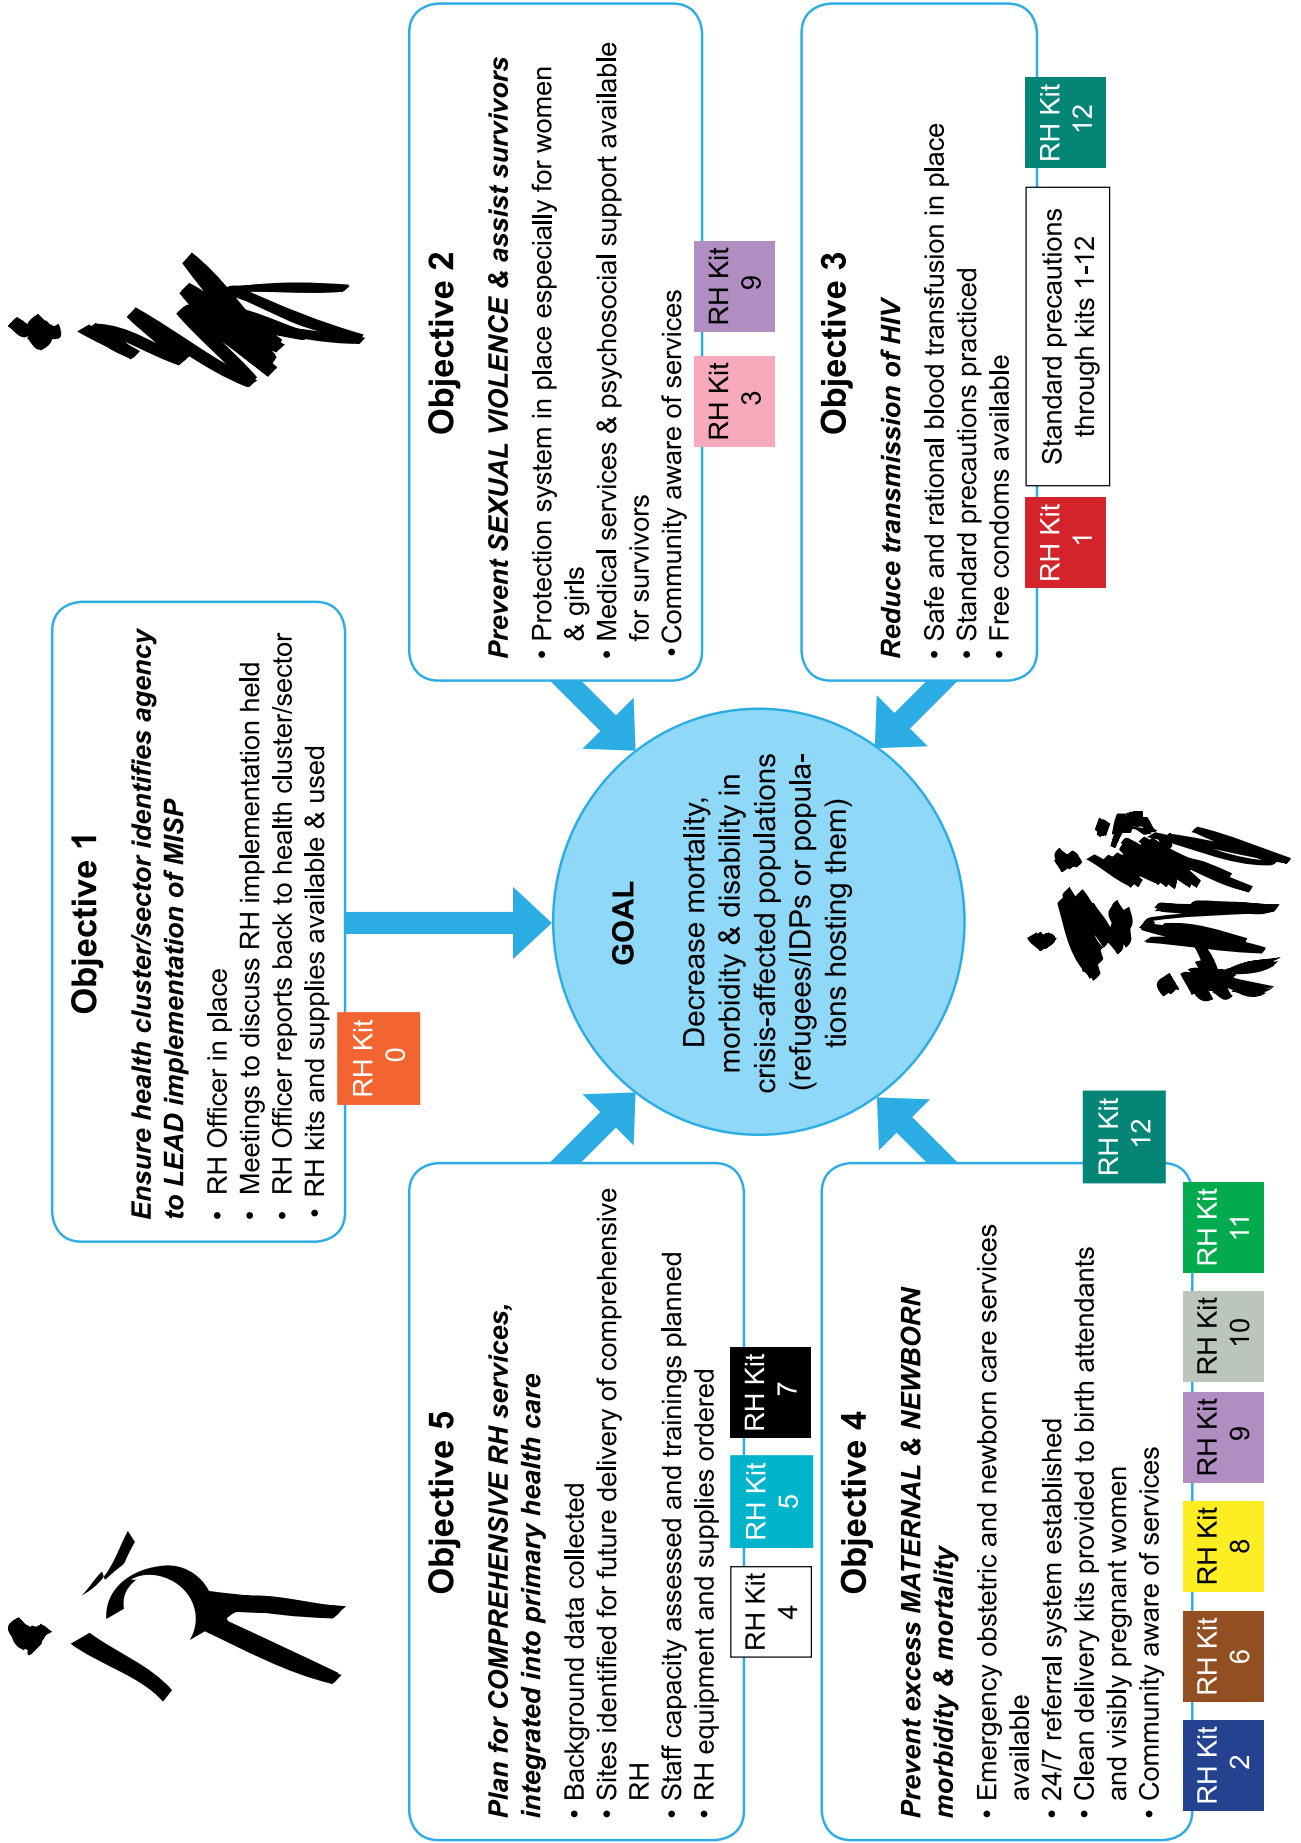 Objective 1
Ensure health cluster/sector identifies agency
to LEAD implementation of MISP
• RH Officer in place
• Meetings to discuss RH implementation held
• RH Officer reports back to health cluster/sector
• RH kits and supplies available & used
RH Kit
0
Objective 2
Prevent SEXUAL VIOLENCE & assist survivors
• Protection system in place especially for women
& girls
• Medical services & psychosocial support available
for survivors
•Community aware of services
RH Kit
3
RH Kit
9
Objective 3
Reduce transmission of HIV
• Safe and rational blood transfusion in place
• Standard precautions practiced
• Free condoms available
RH Kit
1
Standard precautions
through kits 1-12
RH Kit
12
Objective 4
Prevent excess MATERNAL & NEWBORN
morbidity & mortality
• Emergency obstetric and newborn care services
available
• 24/7 referral system established
• Clean delivery kits provided to birth attendants
and visibly pregnant women
• Community aware of services
RH Kit
2
RH Kit
6
RH Kit
8
RH Kit
9
RH Kit
10
RH Kit
11
RH Kit
12
Objective 5
Plan for COMPREHENSIVE RH services,
integrated into primary health care
• Background data collected
• Sites identified for future delivery of comprehensive
RH
• Staff capacity assessed and trainings planned
• RH equipment and supplies ordered
RH Kit
4
RH Kit
5
RH Kit
7
GOAL
Decrease mortality,
morbidity & disability in
crisis-affected populations
(refugees/IDPs or popula-
tions hosting them)